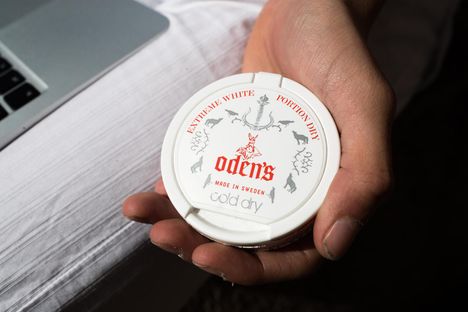 EXTREME WHITE PORTION DRY
oden's
MADE IN SWEDEN
cold dry